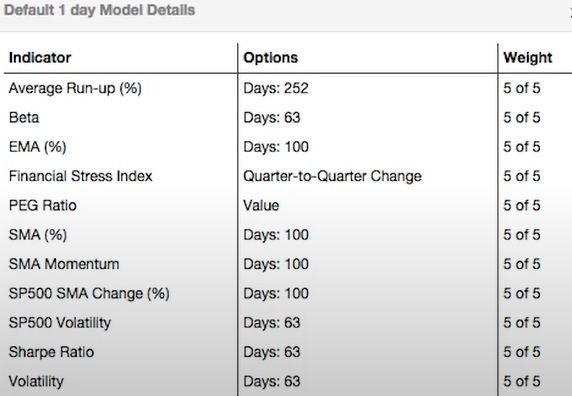 Default 1 day Model Details
Indicator Options Weight
Average Run-up (%) Days: 252 5 of 5
Beta Days: 63 5 of 5
EMA (%) Days: 100 5 of 5
Financial Stress Index Quarter-to-Quarter Change 5 of 5
PEG Ratio Value 5 of 5
SMA (%) Days: 100 5 of 5
SMA Momentum Days: 100 5 of 5
SP500 SMA Change (%) Days: 100 5 of 5
SP500 Volatility Days: 63 5 of 5
Sharpe Ratio Days: 63 5 of 5
Volatility Days: 63 5 of 5